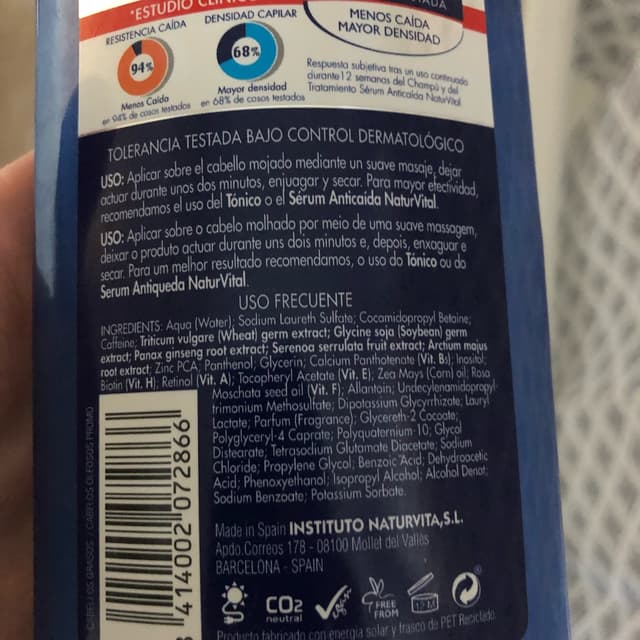 *ESTUDIO CLÍNIC
RESISTENCIA CAÍDA
94%
Menos Caída
en 94% de casos testados
DENSIDAD CAPILAR
68%
Mayor densidad
en 68% de casos testados
MENOS CAÍDA
MAYOR DENSIDAD
Respuesta subjetiva tras un uso continuado
durante 12 semanas del Champú y del
Tratamiento Sérum Anticaída NaturVital.
TOLERANCIA TESTADA BAJO CONTROL DERMATOLÓGICO
USO: Aplicar sobre el cabello mojado mediante un suave masaje, dejar
actuar durante unos dos minutos, enjuagar y secar. Para mayor efectividad,
recomendamos el uso del Tónico o el Sérum Anticaida NaturVital.
USO: Aplicar sobre o cabelo molhado por meio de uma suave massagem,
deixar o produto actuar durante uns dois minutos e, depois, enxaguar e
secar. Para um melhor resultado recomendamos, o uso do Tónico ou do
Serum Antiqueda NaturVital.
USO FRECUENTE
INGREDIENTS: Aqua (Water); Sodium Laureth Sulfate; Cocamidopropyl Betaine;
Caffeine; Triticum vulgare (Wheat) germ extract; Glycine soja (Soybean) germ
extract; Panax ginseng root extract; Serenoa serrulata fruit extract; Arctium majus
root extract; Zinc PCA; Panthenol; Glycerin; Calcium Pantothenate (Vit. B5); Inositol;
Biotin (Vit. H); Retinol (Vit. A); Tocopheryl Acetate (Vit. E); Zea Mays (Corn) oil; Rosa
Moschata seed oil (Vit. F); Allantoin; Undecylenamidopropyl-
trimonium Methosulfate; Dipotassium Glycyrrhizate; Lauryl
Lactate; Parfum (Fragrance); Glycereth-2 Cocoate;
Polyglyceryl-4 Caprate; Polyquaternium-10; Glycol
Distearate; Tetrasodium Glutamate Diacetate; Sodium
Chloride; Propylene Glycol; Benzoic Acid; Dehydroacetic
Acid; Phenoxyethanol; Isopropyl Alcohol; Alcohol Denat;
Sodium Benzoate; Potassium Sorbate.
8 414002 072866
OS GRASOS / CABELOS OLEOSOS PROMO
Made in Spain INSTITUTO NATURVITA,S.L.
Apdo.Correos 178 - 08100 Mollet del Vallès
BARCELONA - SPAIN
CO2
neutral
FREE
FROM
12 M
Producto fabricado con energía solar y frasco de PET Reciclado.